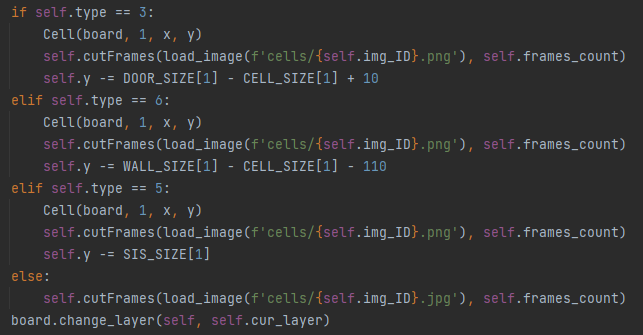 if self.type == 3:
    Cell(board, 1, x, y)
    self.cutFrames(load_image(f'cells/{self.img_ID}.png'), self.frames_count)
    self.y -= DOOR_SIZE[1] - CELL_SIZE[1] + 10
elif self.type == 6:
    Cell(board, 1, x, y)
    self.cutFrames(load_image(f'cells/{self.img_ID}.png'), self.frames_count)
    self.y -= WALL_SIZE[1] - CELL_SIZE[1] - 110
elif self.type == 5:
    Cell(board, 1, x, y)
    self.cutFrames(load_image(f'cells/{self.img_ID}.png'), self.frames_count)
    self.y -= SIS_SIZE[1]
else:
    self.cutFrames(load_image(f'cells/{self.img_ID}.jpg'), self.frames_count)
board.change_layer(self, self.cur_layer)